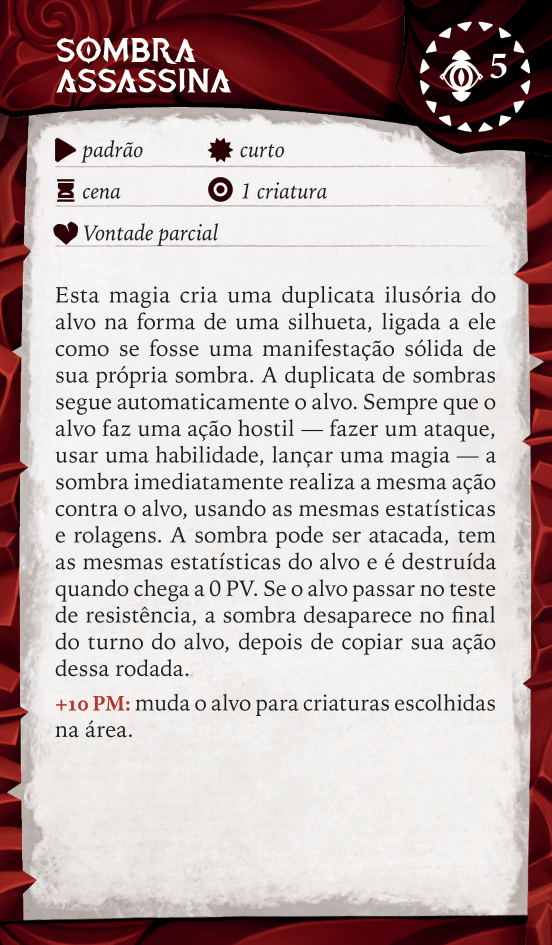 SOMBRA
ASSASSINA
5
padrão
curto
cena
1 criatura
Vontade parcial
Esta magia cria uma duplicata ilusória do
alvo na forma de uma silhueta, ligada a ele
como se fosse uma manifestação sólida de
sua própria sombra. A duplicata de sombras
segue automaticamente o alvo. Sempre que o
alvo faz uma ação hostil — fazer um ataque,
usar uma habilidade, lançar uma magia — a
sombra imediatamente realiza a mesma ação
contra o alvo, usando as mesmas estatísticas
e rolagens. A sombra pode ser atacada, tem
as mesmas estatísticas do alvo e é destruída
quando chega a 0 PV. Se o alvo passar no teste
de resistência, a sombra desaparece no final
do turno do alvo, depois de copiar sua ação
dessa rodada.
+10 PM: muda o alvo para criaturas escolhidas
na área.